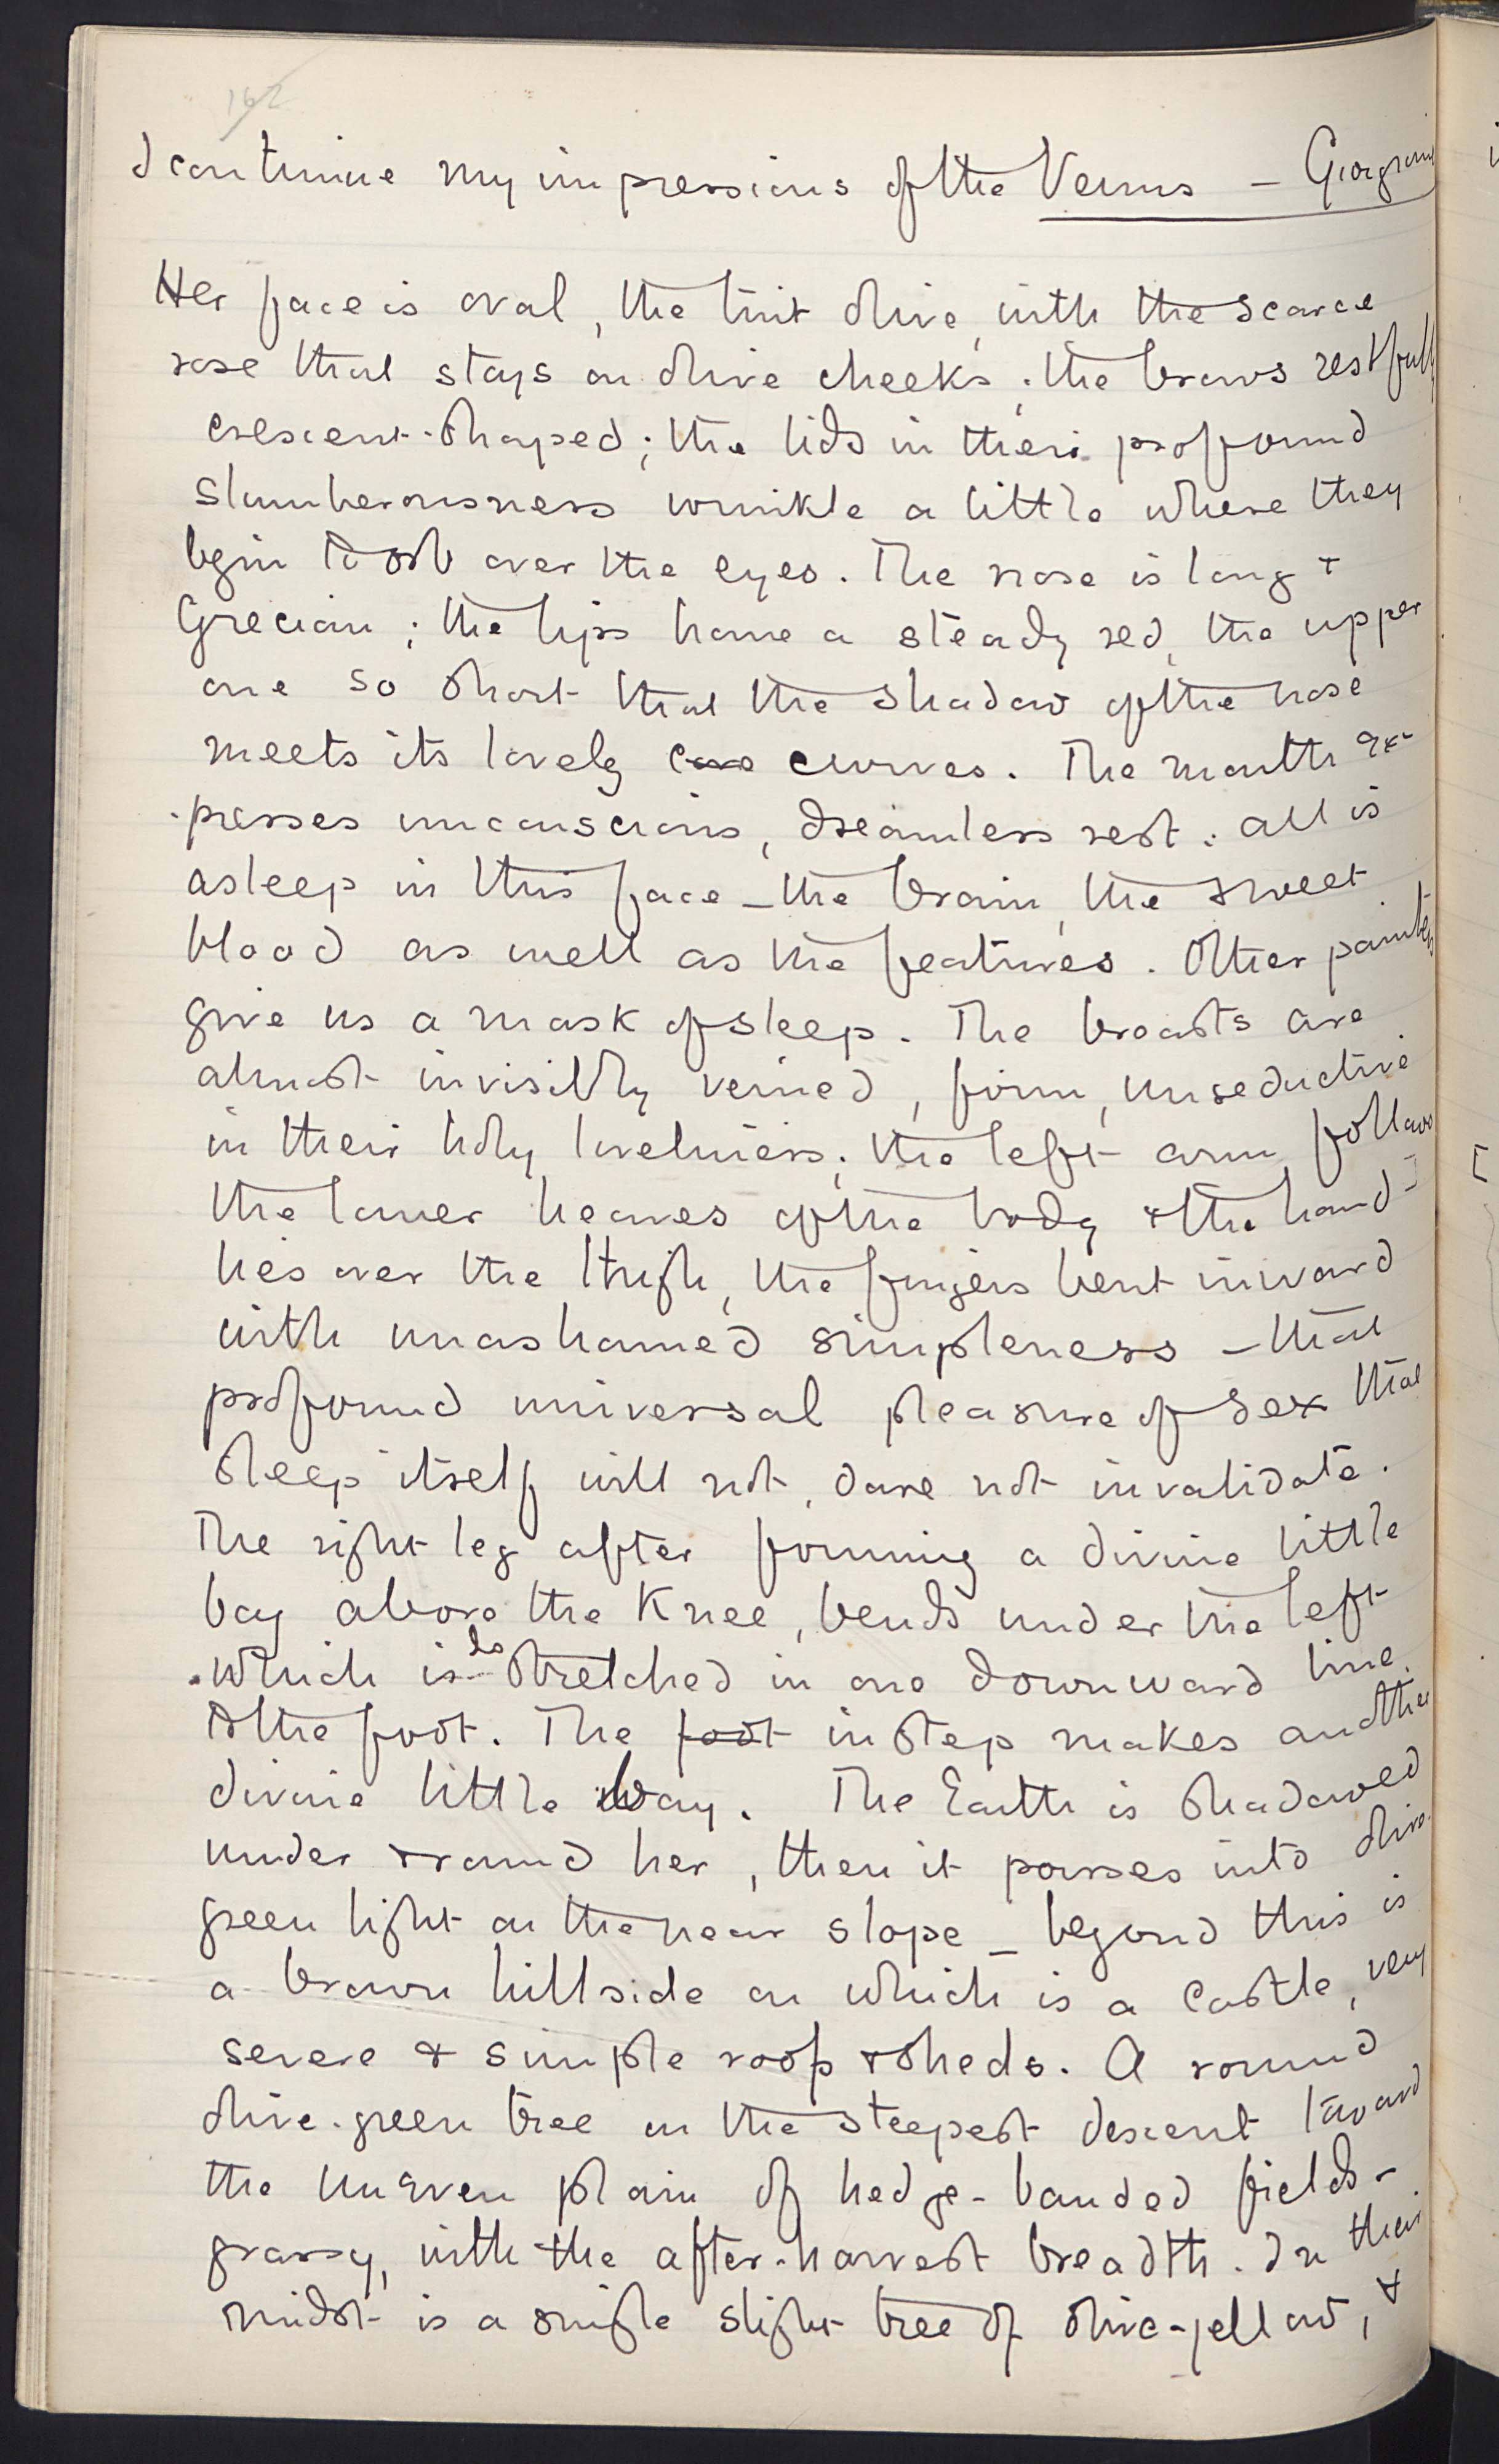 162
I continue my impressions of the Venus – Giorgione
Her face is oval, the tint olive, with the scarce
rose that stays on olive cheeks; the brows restfully
crescent-shaped; the lids in their profound
slumberousness wrinkle a little where they
begin to orb over the eyes. The nose is long &
Grecian; the lips have a steady red, the upper
one so short that the shadow of the nose
meets its lovely curves. The mouth ex-
-presses unconscious, dreamless rest: all is
asleep in this face – the brain, the sweet
blood as well as the features. Other painters
give us a mask of sleep. The breasts are
almost invisibly veined, firm, unseductive
in their holy loveliness; the left arm follows
the lower heaves of the body & the hand
lies over the thigh, the fingers bent inward
with unashamed simpleness – that
profound universal pleasure of sex that
sleep itself will not, dare not invalidate.
The right leg after forming a divine little
bay above the Knee, bends under the left
which is stretched in one downward line
to the foot. The foot instep makes another
divine little bay. The Earth is shadowed
under & round her, then it passes into olive
green light on the near slope – beyond this is
a brown hillside on which is a Castle, very
severe & simple roof & sheds. A round
olive-green tree on the steepest descent toward
the uneven plain of hedge-banded fields –
grassy, with the after-harvest breadth. In their
midst is a single slight tree of olive-yellow, &